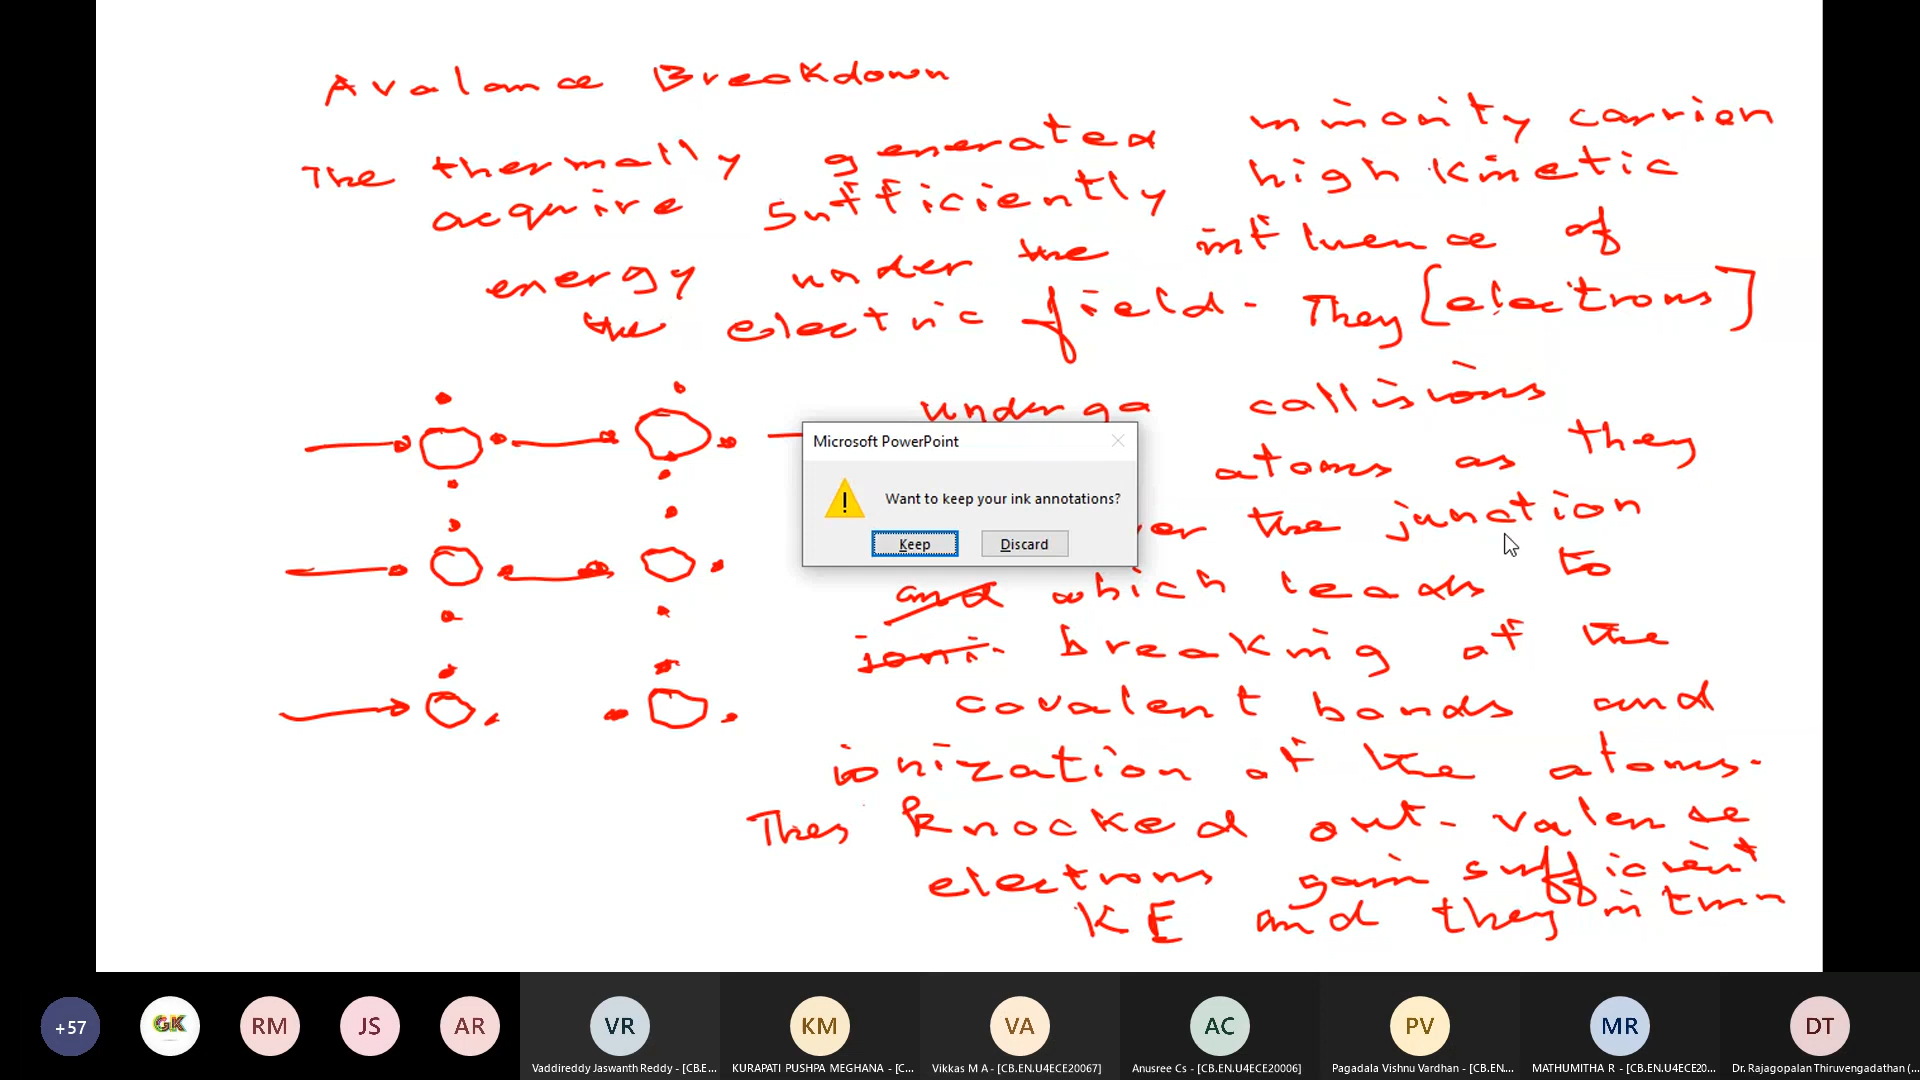 Avalance Breakdown
The thermally generated minority carrier
acquire sufficiently high kinetic
energy under the influence of
the electric field. They [electrons]
undergo collisions
atoms as they
er the junction
and which leads to
ioni. breaking of the
covalent bonds and
ionization of the atoms.
Thes knocked out-valense
electrons gain sufficient
KE and they intun
Microsoft PowerPoint
Want to keep your ink annotations?
Keep Discard
+57 GK RM JS AR VR KM VA AC PV MR DT
Vaddireddy Jaswanth Reddy - [CB.E... KURAPATI PUSHPA MEGHANA - [C... Vikkas M A - [CB.EN.U4ECE20067] Anusree Cs - [CB.EN.U4ECE20006] Pagadala Vishnu Vardhan - [CB.EN.... MATHUMITHA R - [CB.EN.U4ECE20... Dr. Rajagopalan Thiruvengadathan (...